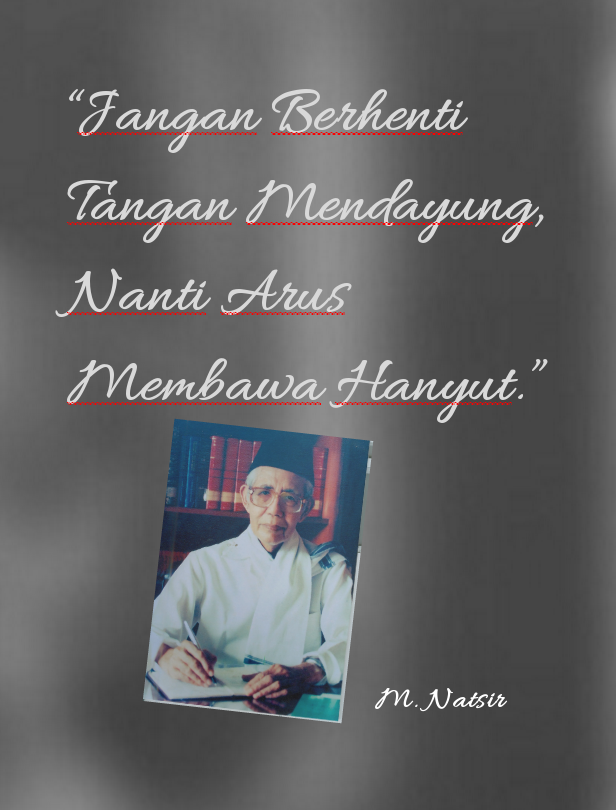 “Jangan Berhenti
Tangan Mendayung,
Nanti Arus
Membawa Hanyut.”
M. Natsir